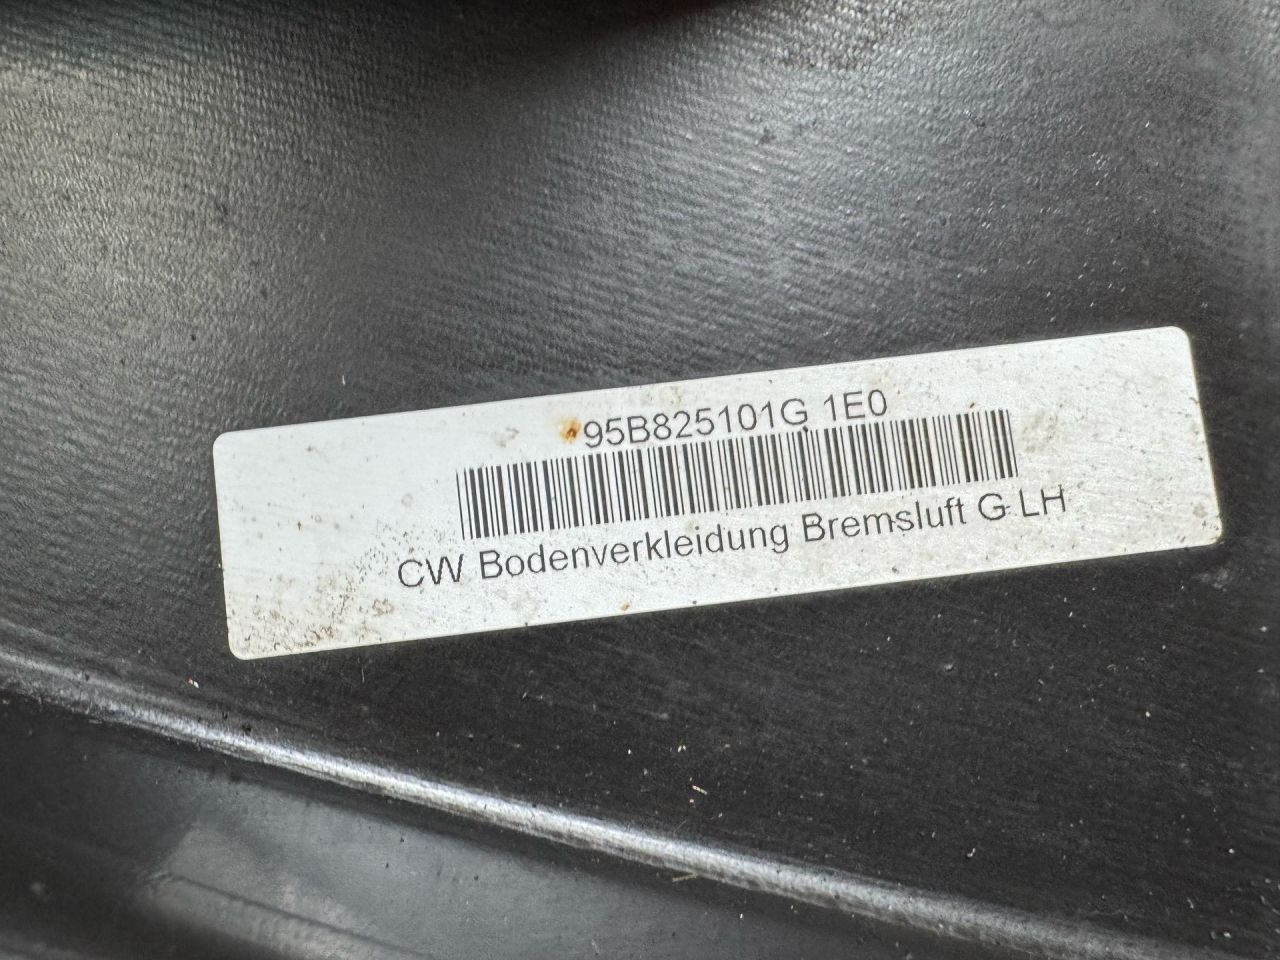 95B825101G 1E0
CW Bodenverkleidung Bremsluft G LH